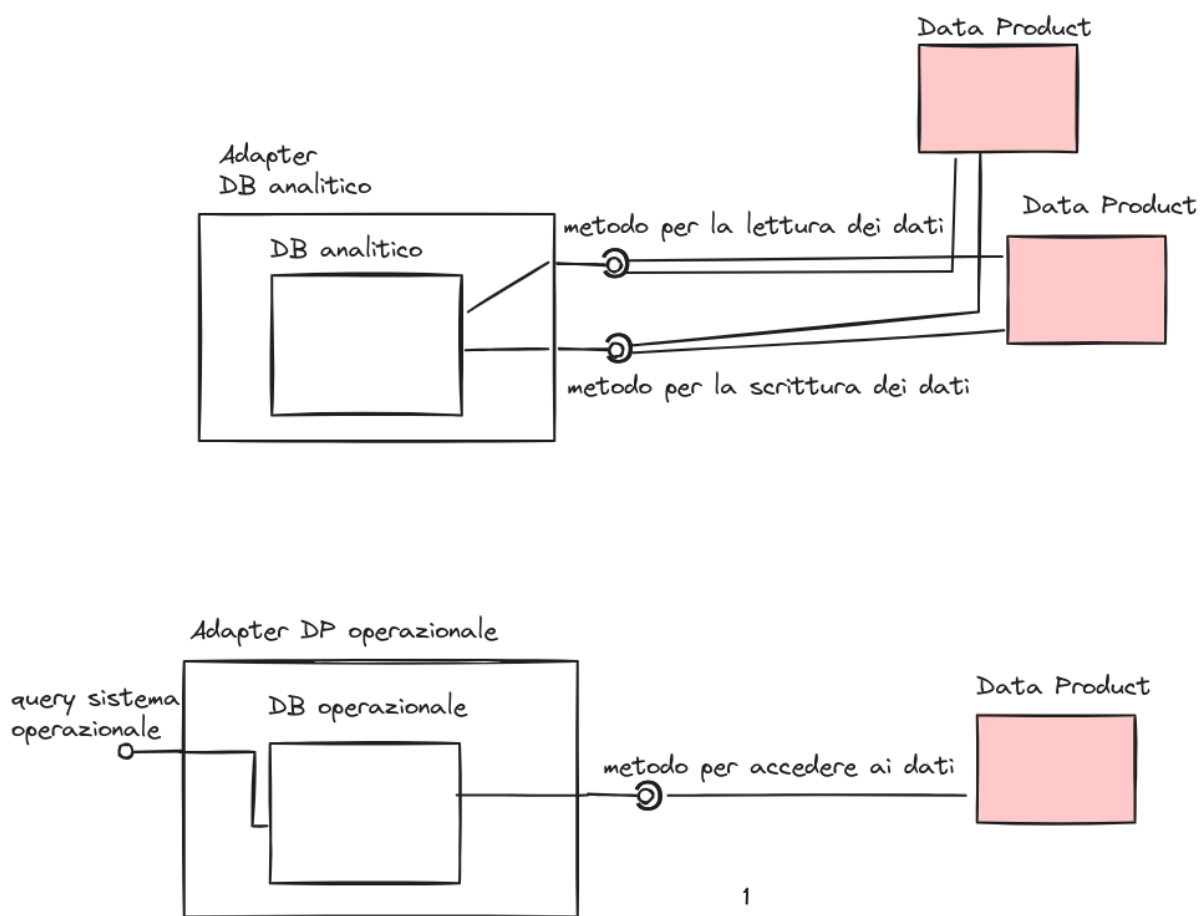 Data Product
Adapter
DB analitico
Data Product
metodo per la lettura dei dati
DB analitico
metodo per la scrittura dei dati
Adapter DP operazionale
query sistema
operazionale
DB operazionale
Data Product
metodo per accedere ai dati
1